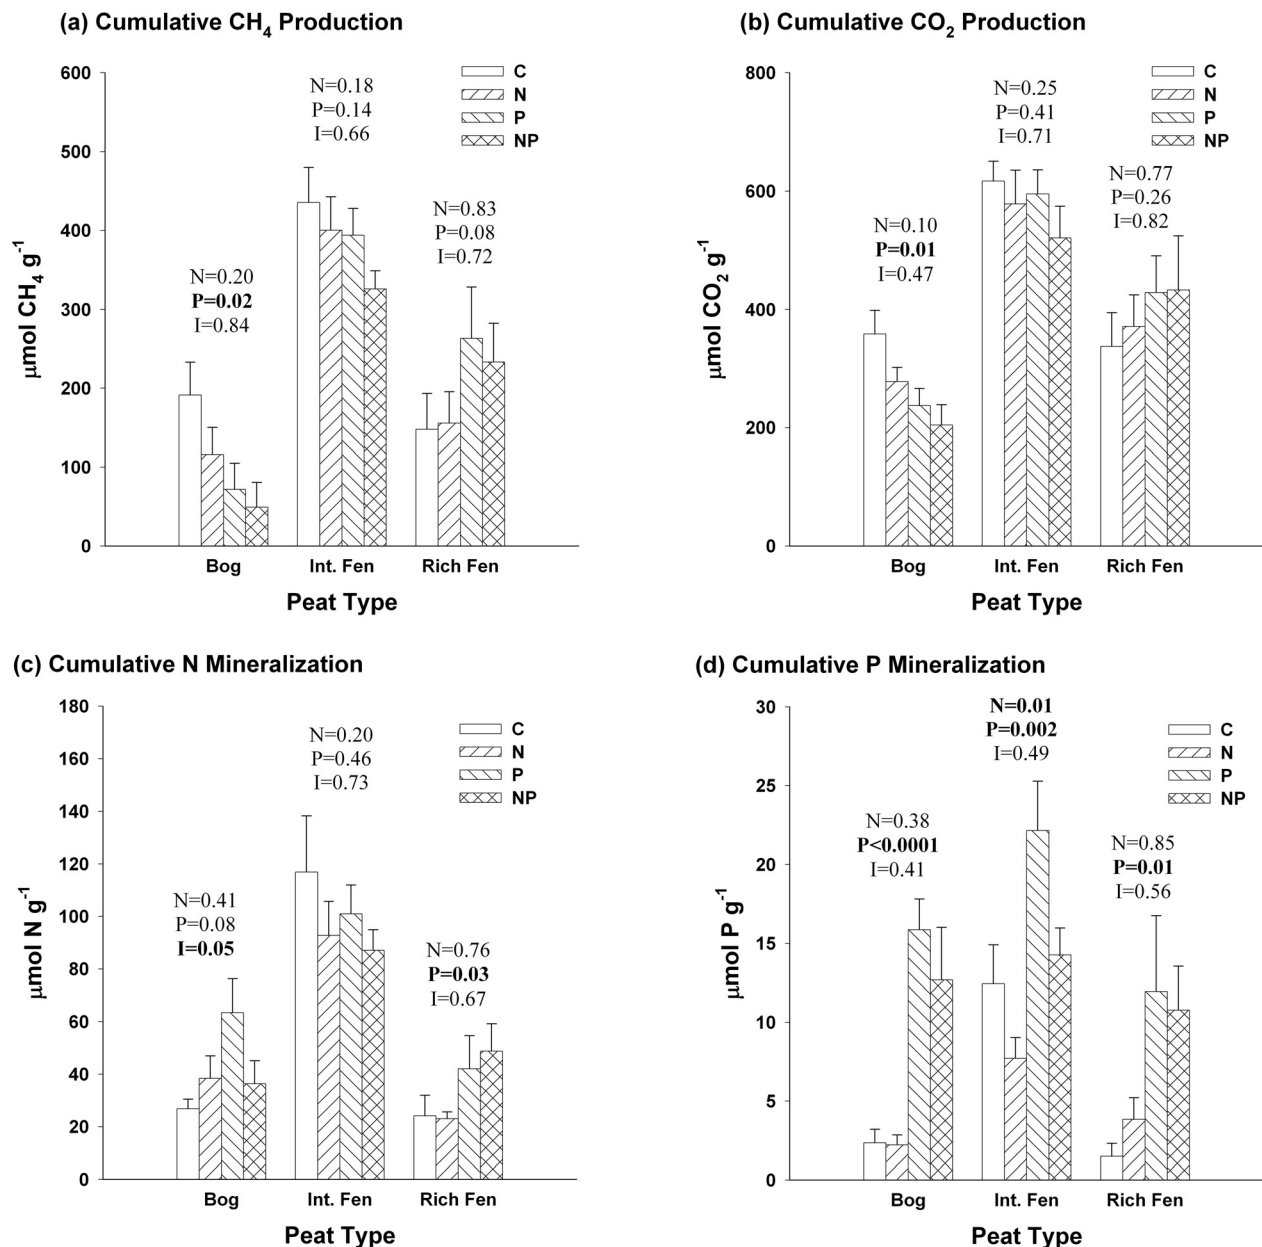 (a) Cumulative CH4 Production
600
500
400
300
200
100
0
μmol CH4 g-1
C
N
P
NP
N=0.20
P=0.02
I=0.84
N=0.18
P=0.14
I=0.66
N=0.83
P=0.08
I=0.72
Bog Int. Fen Rich Fen
Peat Type
(b) Cumulative CO2 Production
800
600
400
200
0
μmol CO2 g-1
C
N
P
NP
N=0.10
P=0.01
I=0.47
N=0.25
P=0.41
I=0.71
N=0.77
P=0.26
I=0.82
Bog Int. Fen Rich Fen
Peat Type
(c) Cumulative N Mineralization
180
160
140
120
100
80
60
40
20
0
μmol N g-1
C
N
P
NP
N=0.41
P=0.08
I=0.05
N=0.20
P=0.46
I=0.73
N=0.76
P=0.03
I=0.67
Bog Int. Fen Rich Fen
Peat Type
(d) Cumulative P Mineralization
30
25
20
15
10
5
0
μmol P g-1
C
N
P
NP
N=0.38
P<0.0001
I=0.41
N=0.01
P=0.002
I=0.49
N=0.85
P=0.01
I=0.56
Bog Int. Fen Rich Fen
Peat Type